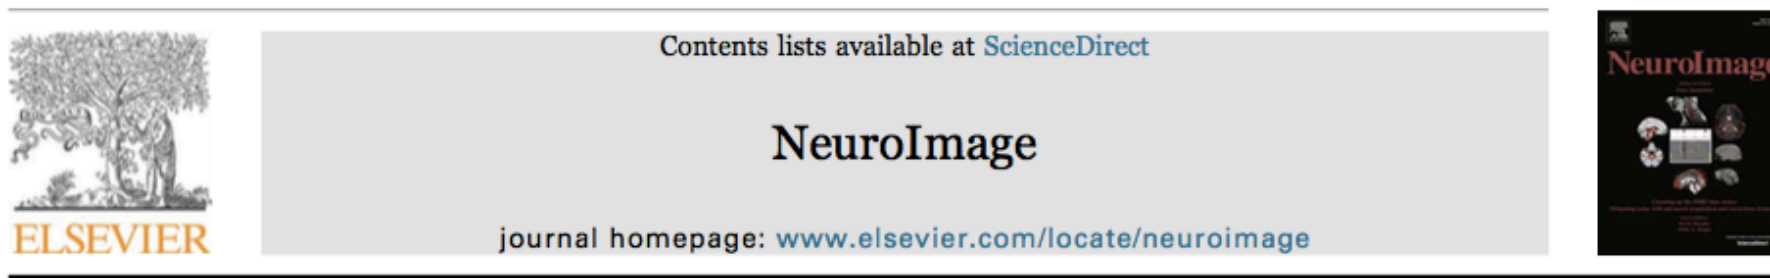 Contents lists available at ScienceDirect
NeuroImage
journal homepage: www.elsevier.com/locate/neuroimage
ELSEVIER
NeuroImage